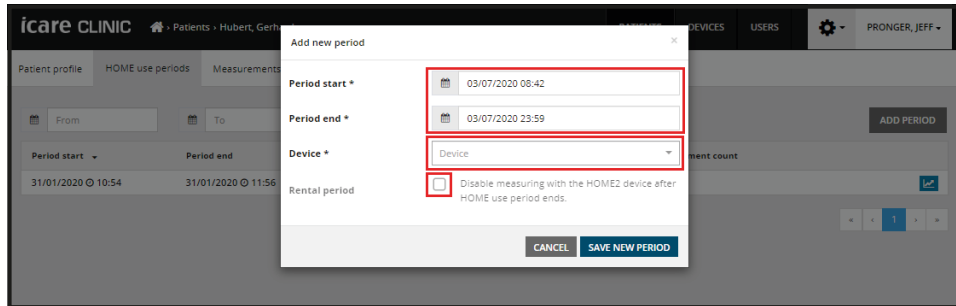 icare CLINIC
› Patients › Hubert, Gerh
PATIENTS
DEVICES
USERS
PRONGER, JEFF
Patient profile
HOME use periods
Measurements
From
To
ADD PERIOD
Period start
Period end
ment count
31/01/2020 10:54
31/01/2020 11:56
« ‹ 1 › »
Add new period
×
Period start *
03/07/2020 08:42
Period end *
03/07/2020 23:59
Device *
Device
Rental period
Disable measuring with the HOME2 device after
HOME use period ends.
CANCEL
SAVE NEW PERIOD